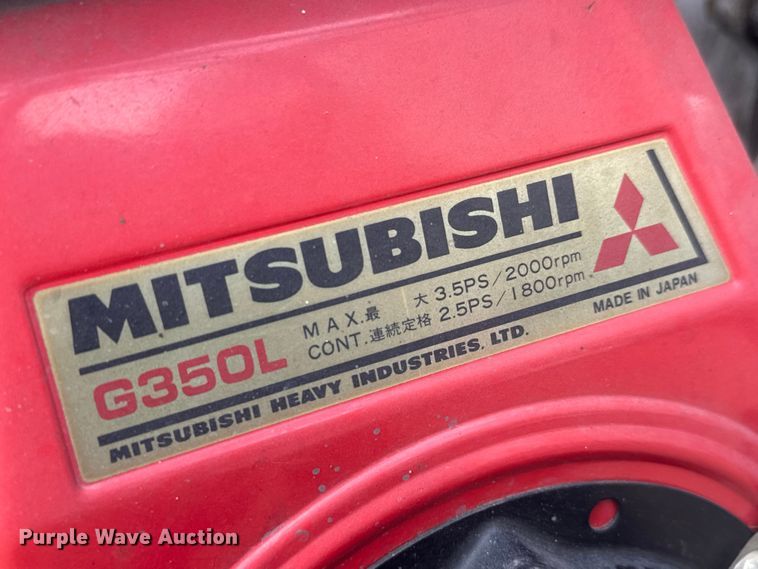 MITSUBISHI
G350L
MAX.最 大 3.5PS/2000rpm
CONT.連続定格 2.5PS/1800rpm
MITSUBISHI HEAVY INDUSTRIES, LTD.
MADE IN JAPAN
Purple Wave Auction